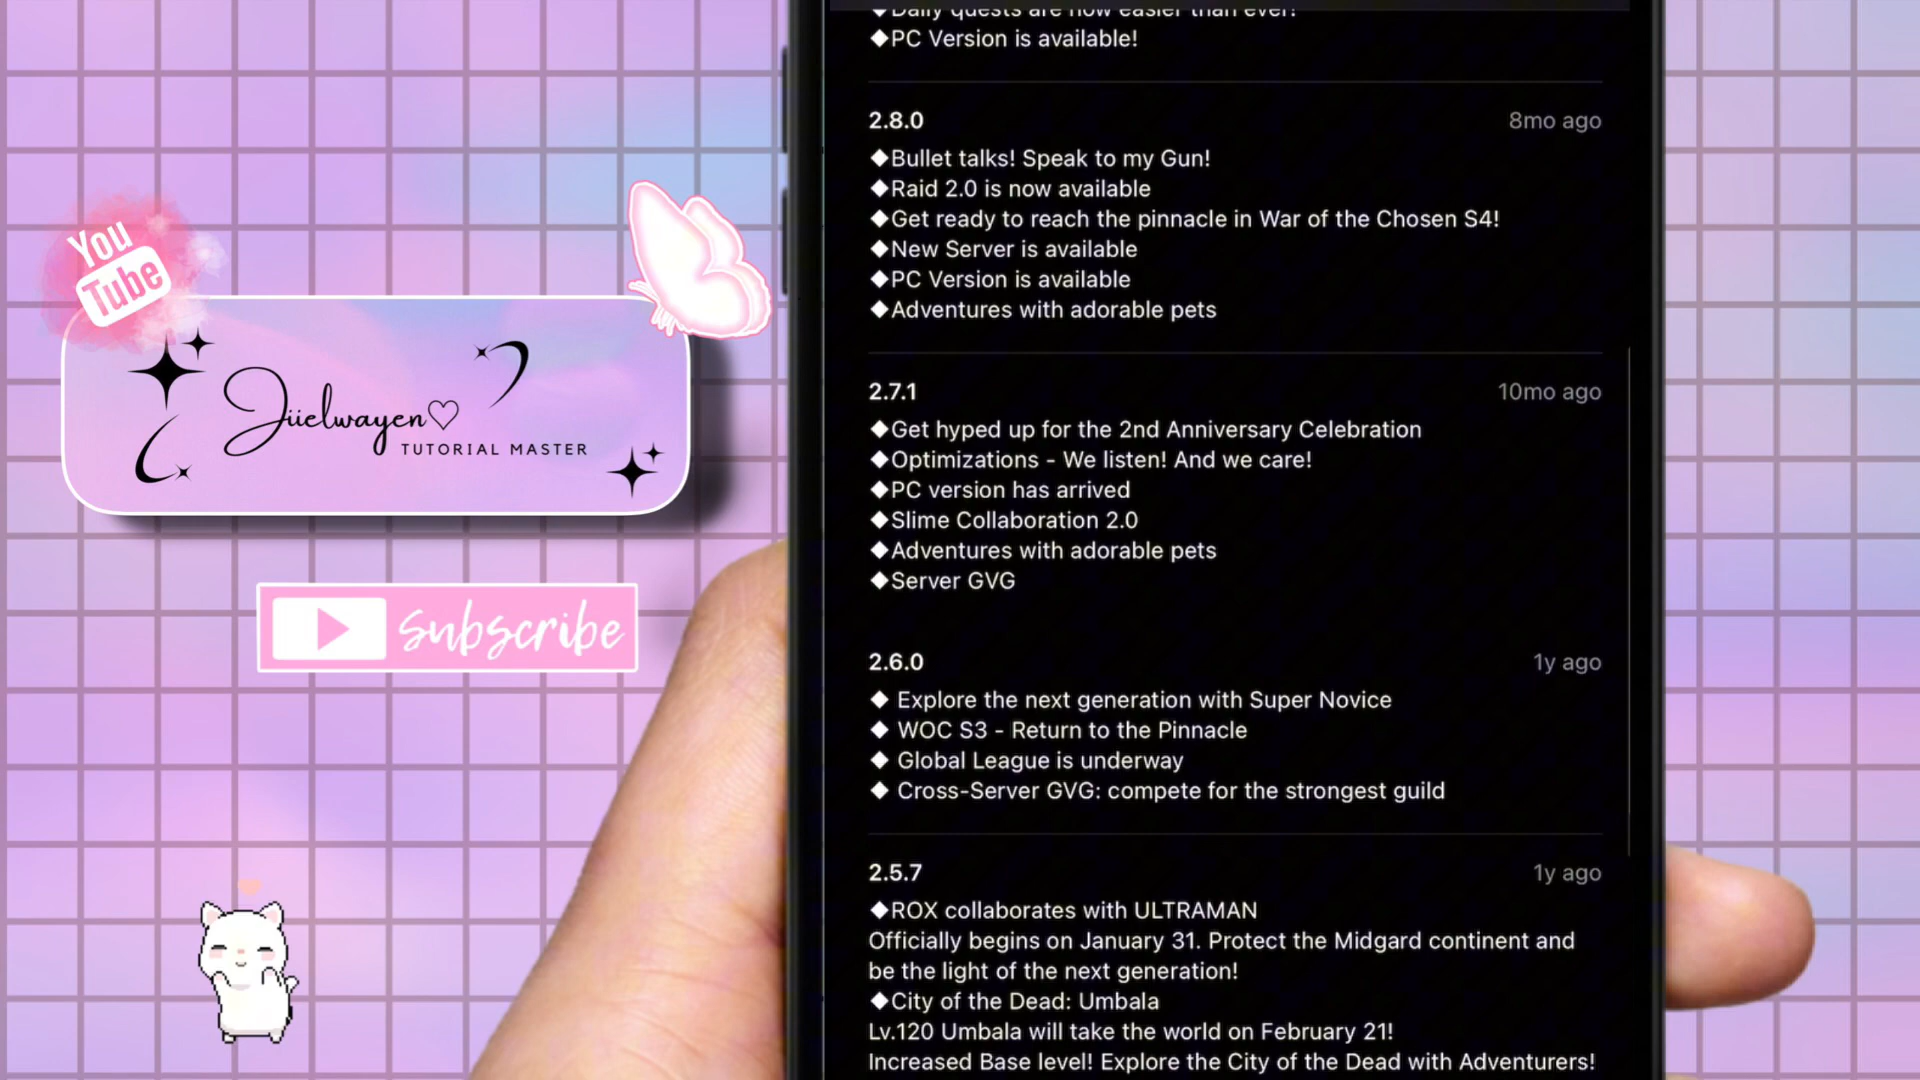 You
Tube
Jüelwayen♡
TUTORIAL MASTER
Subscribe
◆Daily quests are now easier than ever!
◆PC Version is available!
2.8.0
8mo ago
◆Bullet talks! Speak to my Gun!
◆Raid 2.0 is now available
◆Get ready to reach the pinnacle in War of the Chosen S4!
◆New Server is available
◆PC Version is available
◆Adventures with adorable pets
2.7.1
10mo ago
◆Get hyped up for the 2nd Anniversary Celebration
◆Optimizations - We listen! And we care!
◆PC version has arrived
◆Slime Collaboration 2.0
◆Adventures with adorable pets
◆Server GVG
2.6.0
1y ago
◆ Explore the next generation with Super Novice
◆ WOC S3 - Return to the Pinnacle
◆ Global League is underway
◆ Cross-Server GVG: compete for the strongest guild
2.5.7
1y ago
◆ROX collaborates with ULTRAMAN
Officially begins on January 31. Protect the Midgard continent and
be the light of the next generation!
◆City of the Dead: Umbala
Lv.120 Umbala will take the world on February 21!
Increased Base level! Explore the City of the Dead with Adventurers!